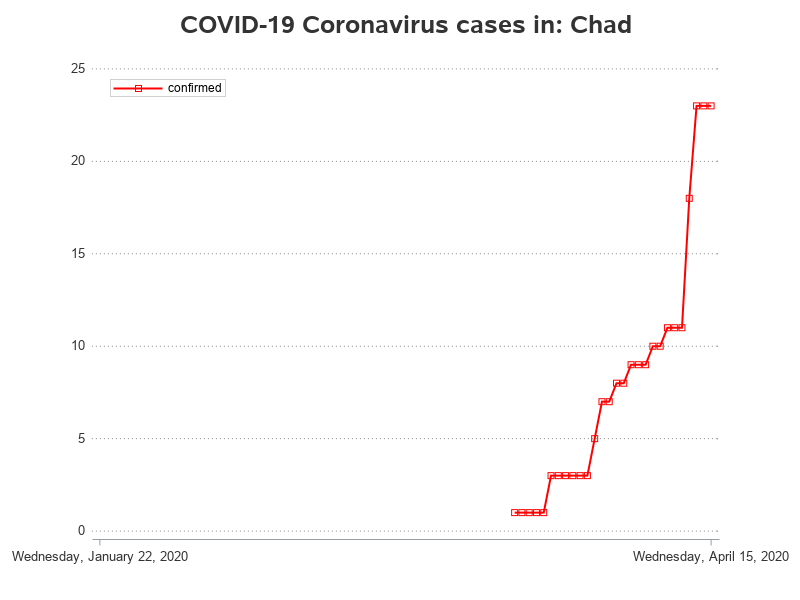 COVID-19 Coronavirus cases in: Chad
25
confirmed
20
15
10
5
0
Wednesday, January 22, 2020
Wednesday, April 15, 2020